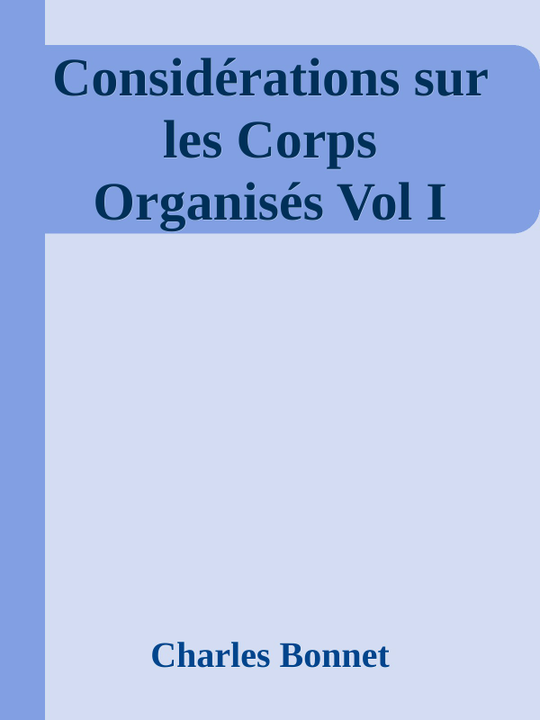 Considérations sur
les Corps
Organisés Vol I
Charles Bonnet